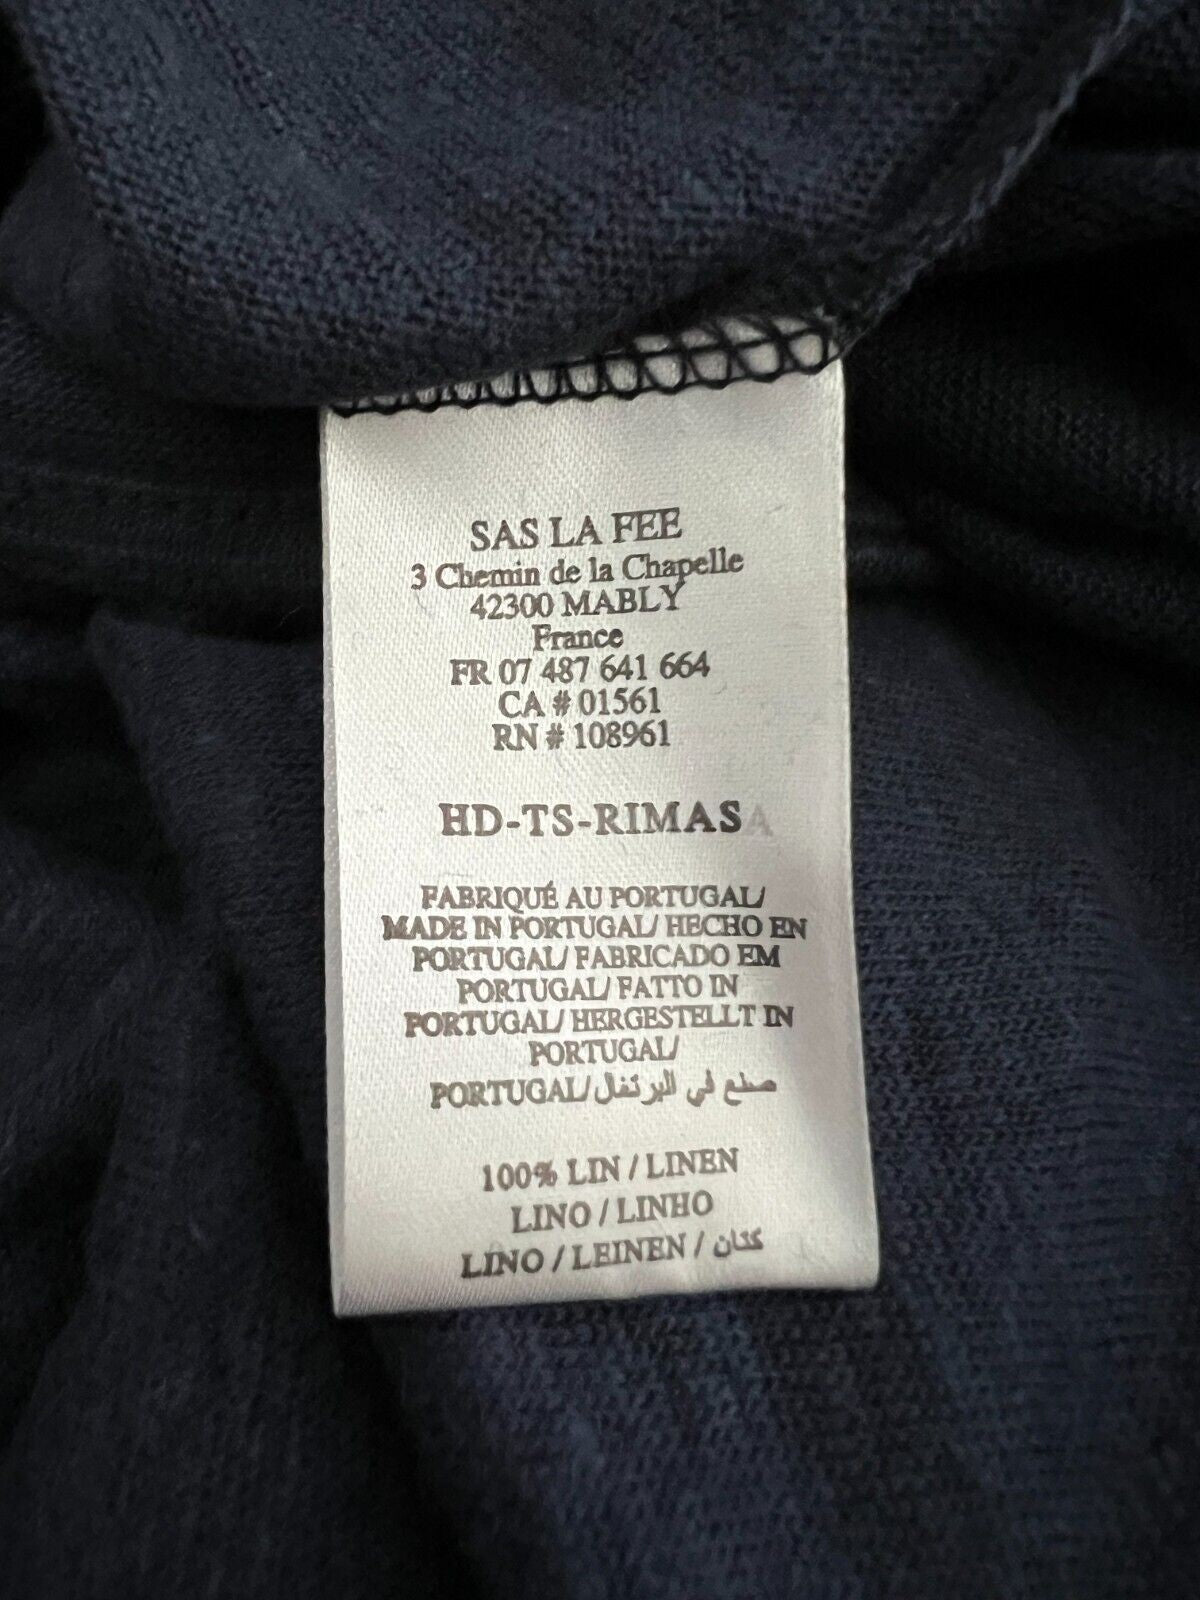 SAS LA FEE
3 Chemin de la Chapelle
42300 MABLY
France
FR 07 487 641 664
CA # 01561
RN # 108961
HD-TS-RIMASA
FABRIQUÉ AU PORTUGAL/
MADE IN PORTUGAL/ HECHO EN
PORTUGAL/ FABRICADO EM
PORTUGAL/ FATTO IN
PORTUGAL/ HERGESTELLT IN
PORTUGAL/
PORTUGAL/صنع في البرتغال
100% LIN / LINEN
LINO / LINHO
LINO / LEINEN / كتان